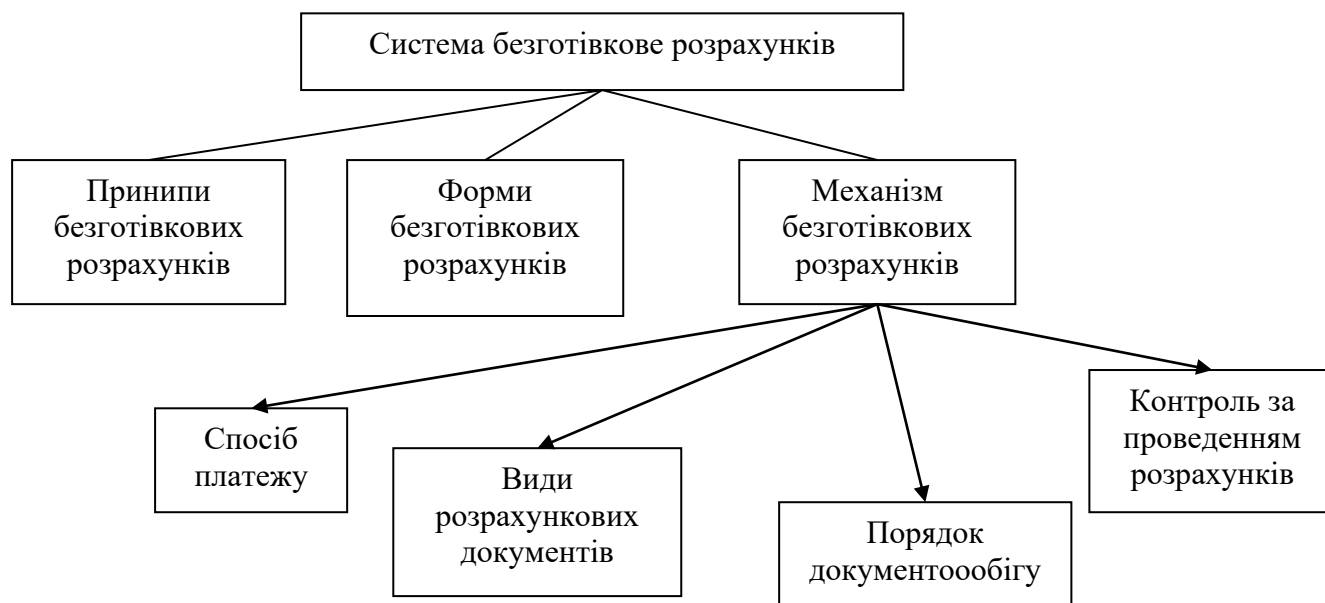 Система безготівкове розрахунків
Принипи
безготівкових
розрахунків
Форми
безготівкових
розрахунків
Механізм
безготівкових
розрахунків
Спосіб
платежу
Види
розрахункових
документів
Порядок
документоообігу
Контроль за
проведенням
розрахунків